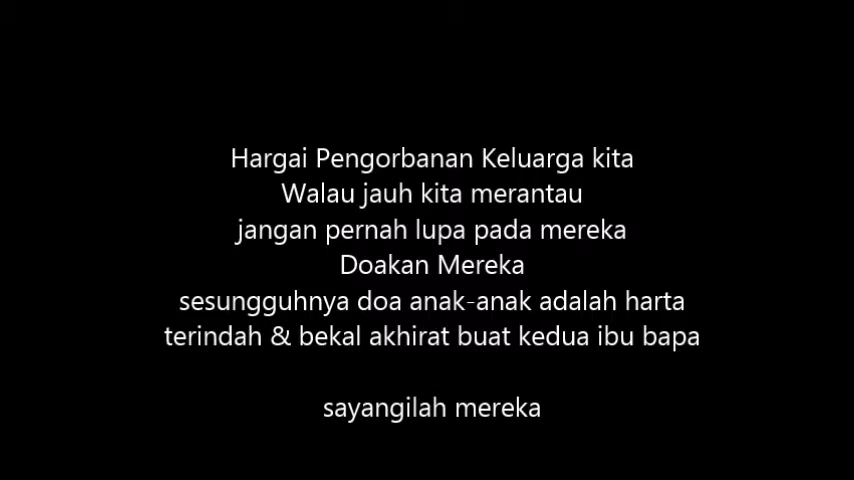 Hargai Pengorbanan Keluarga kita
Walau jauh kita merantau
jangan pernah lupa pada mereka
Doakan Mereka
sesungguhnya doa anak-anak adalah harta
terindah & bekal akhirat buat kedua ibu bapa
sayangilah mereka